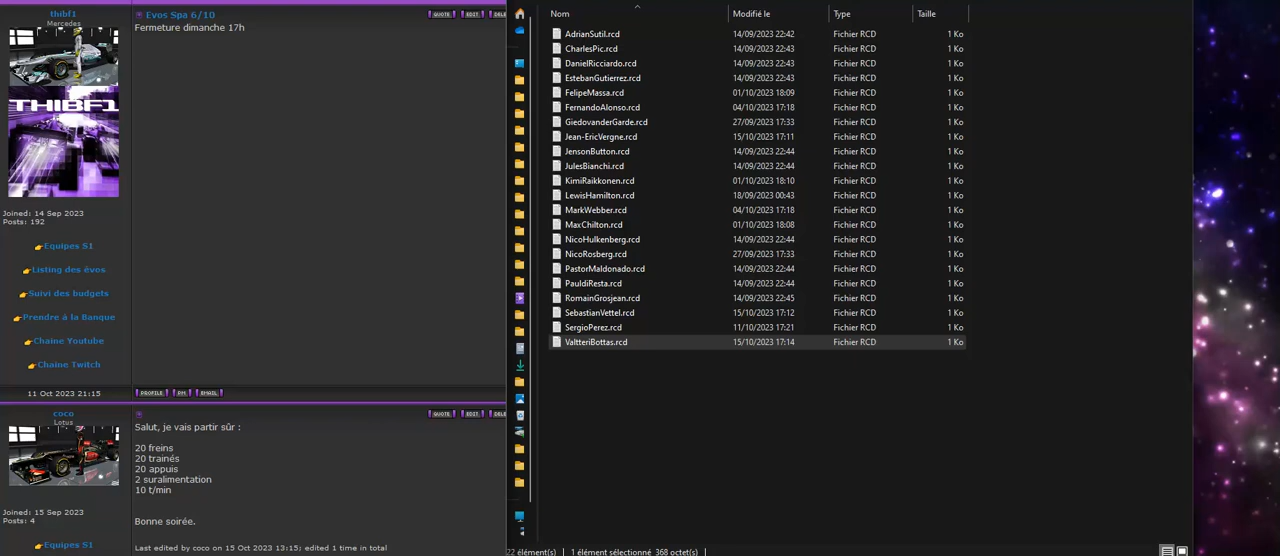 thibf1
Mercedes
THIBF1
Joined: 14 Sep 2023
Posts: 192
Equipes S1
Listing des évos
Suivi des budgets
Prendre à la Banque
Chaine Youtube
Chaine Twitch
Evos Spa 6/10
QUOTE EDIT DELE
Fermeture dimanche 17h
11 Oct 2023 21:15
PROFILE PM EMAIL
coco
Lotus
Joined: 15 Sep 2023
Posts: 4
Equipes S1
QUOTE EDIT DELE
Salut, je vais partir sûr :
20 freins
20 trainés
20 appuis
2 suralimentation
10 t/min
Bonne soirée.
Last edited by coco on 15 Oct 2023 13:15; edited 1 time in total
Nom Modifié le Type Taille
AdrianSutil.rcd 14/09/2023 22:42 Fichier RCD 1 Ko
CharlesPic.rcd 14/09/2023 22:43 Fichier RCD 1 Ko
DanielRicciardo.rcd 14/09/2023 22:43 Fichier RCD 1 Ko
EstebanGutierrez.rcd 14/09/2023 22:43 Fichier RCD 1 Ko
FelipeMassa.rcd 01/10/2023 18:09 Fichier RCD 1 Ko
FernandoAlonso.rcd 04/10/2023 17:18 Fichier RCD 1 Ko
GiedovanderGarde.rcd 27/09/2023 17:33 Fichier RCD 1 Ko
Jean-EricVergne.rcd 15/10/2023 17:11 Fichier RCD 1 Ko
JensonButton.rcd 14/09/2023 22:44 Fichier RCD 1 Ko
JulesBianchi.rcd 14/09/2023 22:44 Fichier RCD 1 Ko
KimiRaikkonen.rcd 01/10/2023 18:10 Fichier RCD 1 Ko
LewisHamilton.rcd 18/09/2023 00:43 Fichier RCD 1 Ko
MarkWebber.rcd 04/10/2023 17:18 Fichier RCD 1 Ko
MaxChilton.rcd 01/10/2023 18:08 Fichier RCD 1 Ko
NicoHulkenberg.rcd 14/09/2023 22:44 Fichier RCD 1 Ko
NicoRosberg.rcd 27/09/2023 17:33 Fichier RCD 1 Ko
PastorMaldonado.rcd 14/09/2023 22:44 Fichier RCD 1 Ko
PauldiResta.rcd 14/09/2023 22:44 Fichier RCD 1 Ko
RomainGrosjean.rcd 14/09/2023 22:45 Fichier RCD 1 Ko
SebastianVettel.rcd 15/10/2023 17:12 Fichier RCD 1 Ko
SergioPerez.rcd 11/10/2023 17:21 Fichier RCD 1 Ko
ValtteriBottas.rcd 15/10/2023 17:14 Fichier RCD 1 Ko
22 élément(s) 1 élément sélectionné 368 octet(s)